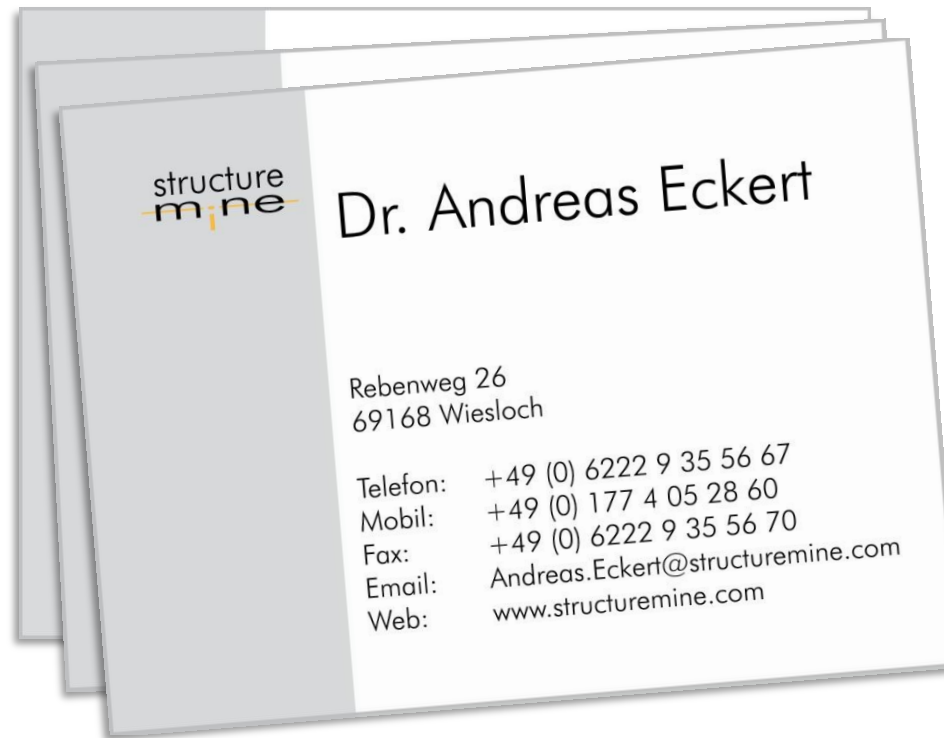 structure
mine
Dr. Andreas Eckert
Rebenweg 26
69168 Wiesloch
Telefon: +49 (0) 6222 9 35 56 67
Mobil: +49 (0) 177 4 05 28 60
Fax: +49 (0) 6222 9 35 56 70
Email: Andreas.Eckert@structuremine.com
Web: www.structuremine.com